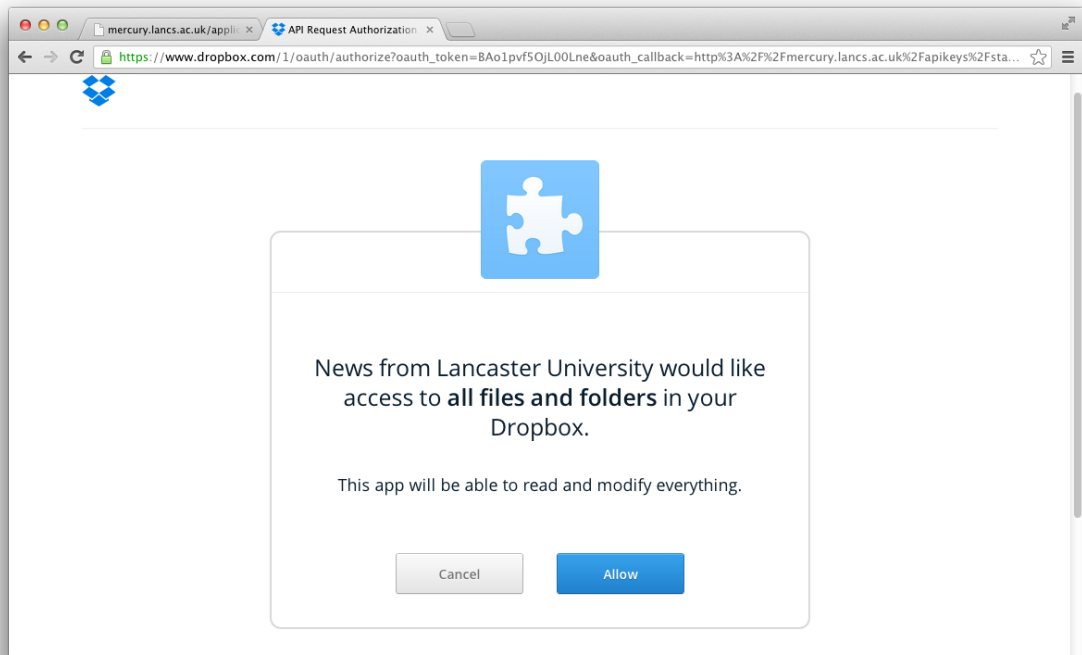 mercury.lancs.ac.uk/applic
API Request Authorization
https://www.dropbox.com/1/oauth/authorize?oauth_token=BAo1pvf5OjL00Lne&oauth_callback=http%3A%2F%2Fmercury.lancs.ac.uk%2Fapikeys%2Fsta...
News from Lancaster University would like
access to all files and folders in your
Dropbox.
This app will be able to read and modify everything.
Cancel
Allow